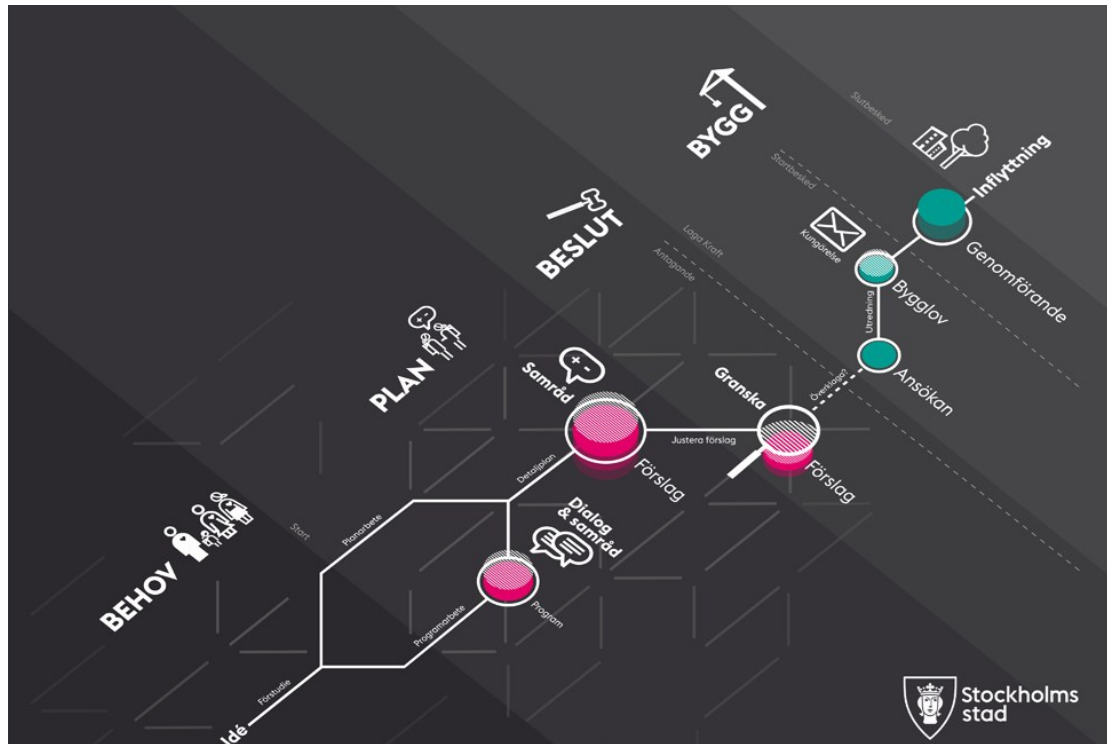 BYGG
Slutbesked
Startbesked
Inflyttning
Genomförande
Kungörelse
Bygglov
BESLUT
Laga Kraft
Antagande
Utredning
Ansökan
Överklaga?
PLAN
Samråd
Granska
Justera förslag
Förslag
Förslag
Detaljplan
Dialog
& samråd
Program
BEHOV
Start
Planarbete
Programarbete
Förstudie
Idé
Stockholms
stad